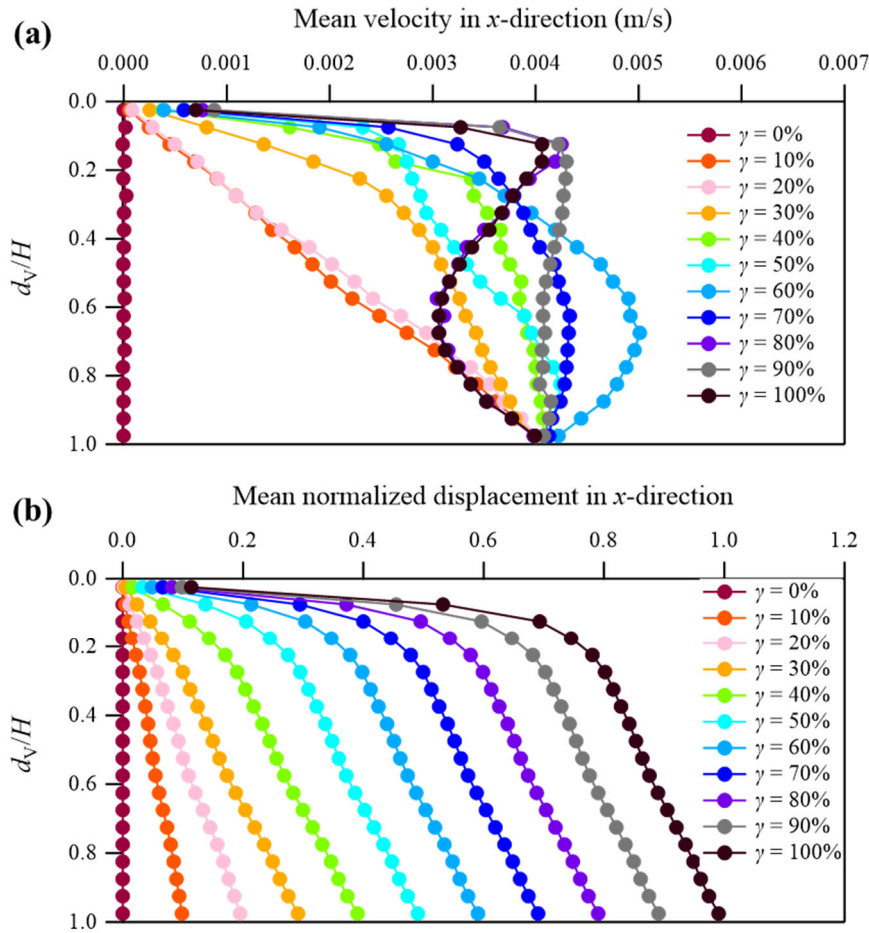 (a)
Mean velocity in x-direction (m/s)
0.000 0.001 0.002 0.003 0.004 0.005 0.006 0.007
0.0
0.2
0.4
0.6
0.8
1.0
dᵥ/H
γ = 0%
γ = 10%
γ = 20%
γ = 30%
γ = 40%
γ = 50%
γ = 60%
γ = 70%
γ = 80%
γ = 90%
γ = 100%
(b)
Mean normalized displacement in x-direction
0.0 0.2 0.4 0.6 0.8 1.0 1.2
0.0
0.2
0.4
0.6
0.8
1.0
dᵥ/H
γ = 0%
γ = 10%
γ = 20%
γ = 30%
γ = 40%
γ = 50%
γ = 60%
γ = 70%
γ = 80%
γ = 90%
γ = 100%